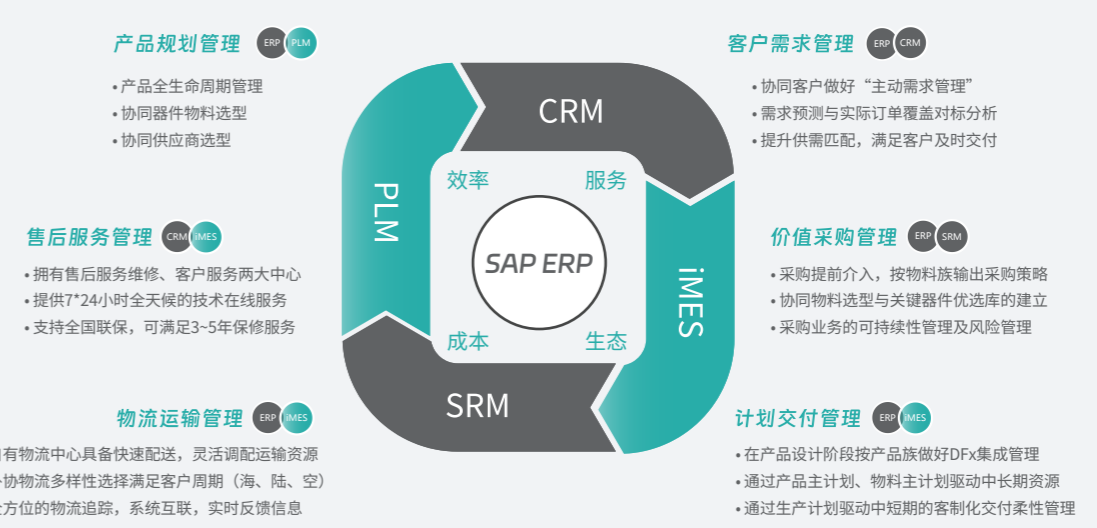 产品规划管理 ERP PLM
• 产品全生命周期管理
• 协同器件物料选型
• 协同供应商选型
售后服务管理 CRM iMES
• 拥有售后服务维修、客户服务两大中心
• 提供7*24小时全天候的技术在线服务
• 支持全国联保，可满足3~5年保修服务
物流运输管理 ERP iMES
有物流中心具备快速配送，灵活调配运输资源
协物流多样性选择满足客户周期（海、陆、空）
方位的物流追踪，系统互联，实时反馈信息
CRM
PLM
效率
服务
SAP ERP
iMES
成本
生态
SRM
客户需求管理 ERP CRM
• 协同客户做好“主动需求管理”
• 需求预测与实际订单覆盖对标分析
• 提升供需匹配，满足客户及时交付
价值采购管理 ERP SRM
• 采购提前介入，按物料族输出采购策略
• 协同物料选型与关键器件优选库的建立
• 采购业务的可持续性管理及风险管理
计划交付管理 ERP iMES
• 在产品设计阶段按产品族做好DFx集成管理
• 通过产品主计划、物料主计划驱动中长期资源
• 通过生产计划驱动中短期的客制化交付柔性管理